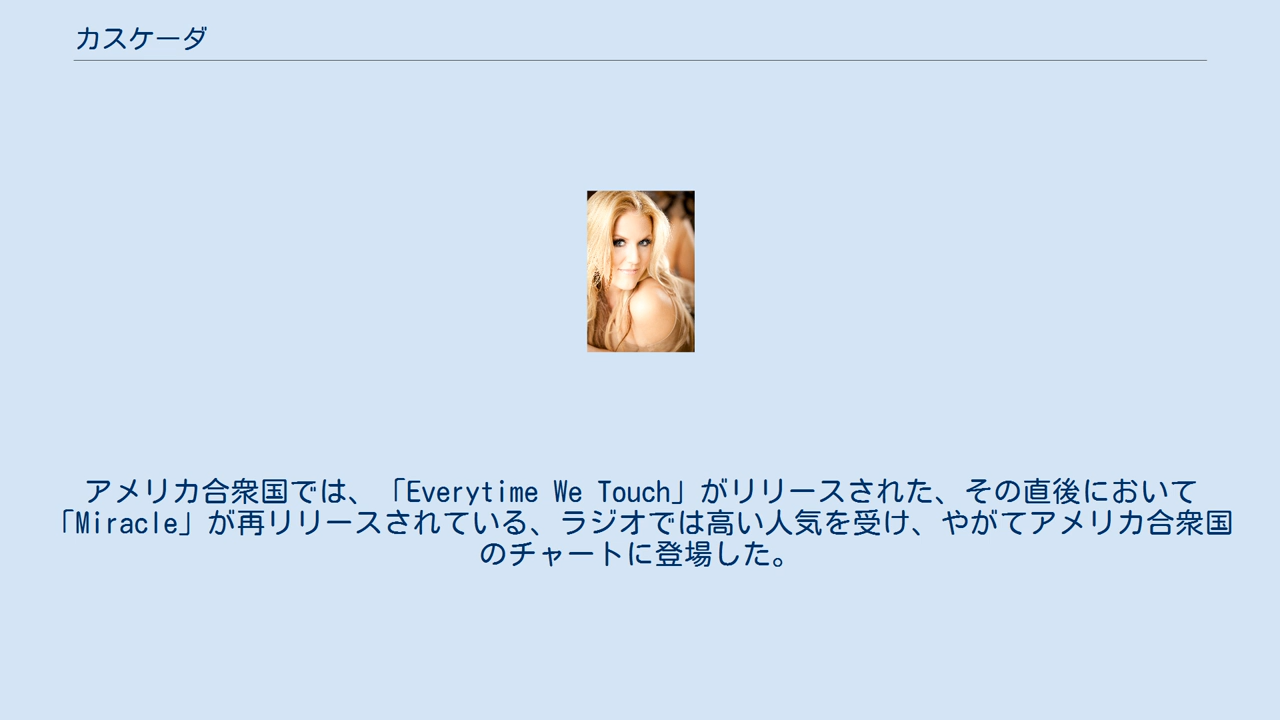 カスケーダ
アメリカ合衆国では、「Everytime We Touch」がリリースされた、その直後において
「Miracle」が再リリースされている、ラジオでは高い人気を受け、やがてアメリカ合衆国
のチャートに登場した。